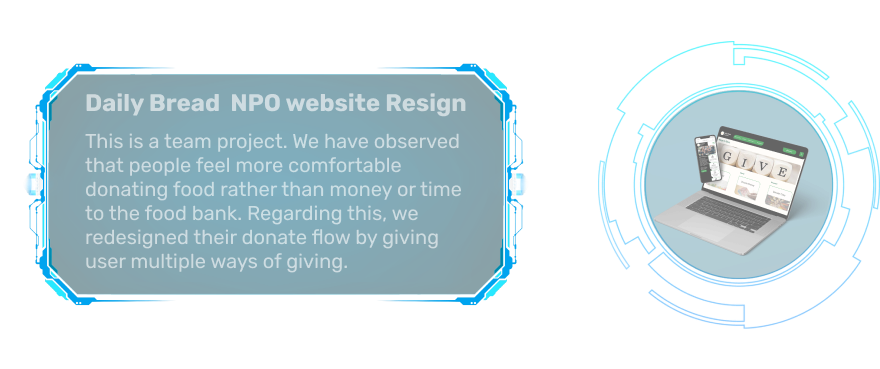 Daily Bread  NPO website Resign
This is a team project. We have observed
that people feel more comfortable
donating food rather than money or time
to the food bank. Regarding this, we
redesigned their donate flow by giving
user multiple ways of giving.
GIVE